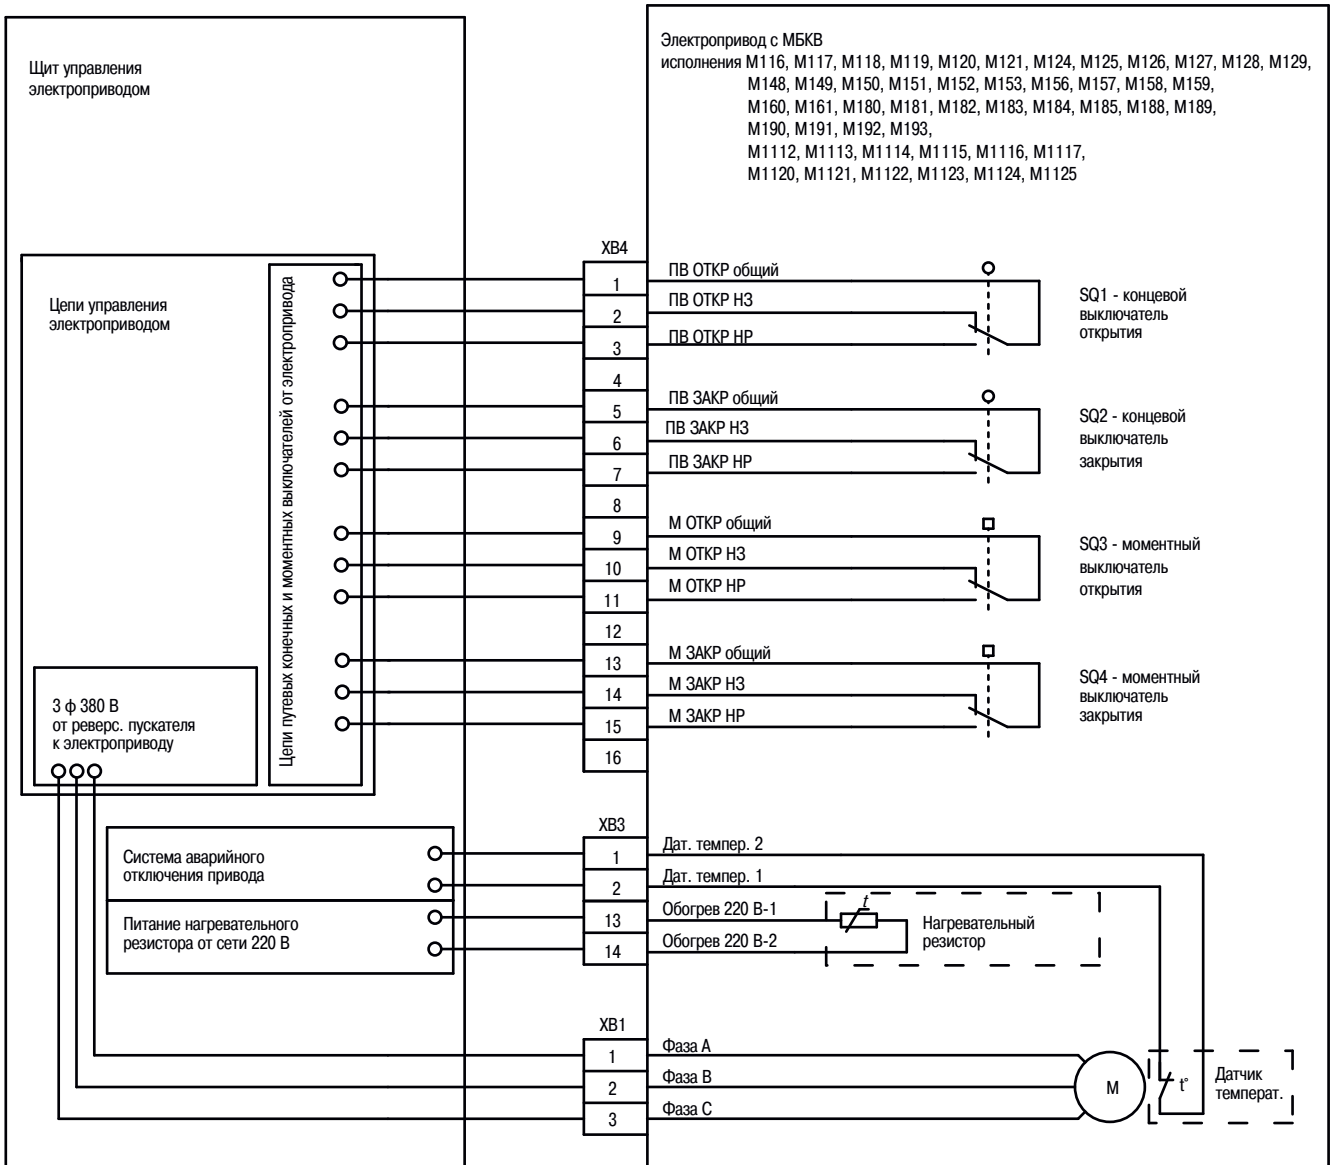 Щит управления
электроприводом
Электропривод с МБКВ
исполнения М116, М117, М118, М119, М120, М121, М124, М125, М126, М127, М128, М129,
М148, М149, М150, М151, М152, М153, М156, М157, М158, М159,
М160, М161, М180, М181, М182, М183, М184, М185, М188, М189,
М190, М191, М192, М193,
М1112, М1113, М1114, М1115, М1116, М1117,
М1120, М1121, М1122, М1123, М1124, М1125
Цепи управления
электроприводом
Цепи путевых конечных и моментных выключателей от электропривода
3 ф 380 В
от реверс. пускателя
к электроприводу
ХВ4
1
2
3
4
5
6
7
8
9
10
11
12
13
14
15
16
ПВ ОТКР общий
ПВ ОТКР НЗ
ПВ ОТКР НР
SQ1 - концевой
выключатель
открытия
ПВ ЗАКР общий
ПВ ЗАКР НЗ
ПВ ЗАКР НР
SQ2 - концевой
выключатель
закрытия
М ОТКР общий
М ОТКР НЗ
М ОТКР НР
SQ3 - моментный
выключатель
открытия
М ЗАКР общий
М ЗАКР НЗ
М ЗАКР НР
SQ4 - моментный
выключатель
закрытия
Система аварийного
отключения привода
Питание нагревательного
резистора от сети 220 В
ХВ3
1
2
13
14
Дат. темпер. 2
Дат. темпер. 1
Обогрев 220 В-1
Обогрев 220 В-2
t
Нагревательный
резистор
ХВ1
1
2
3
Фаза А
Фаза В
Фаза С
М
t°
Датчик
температ.